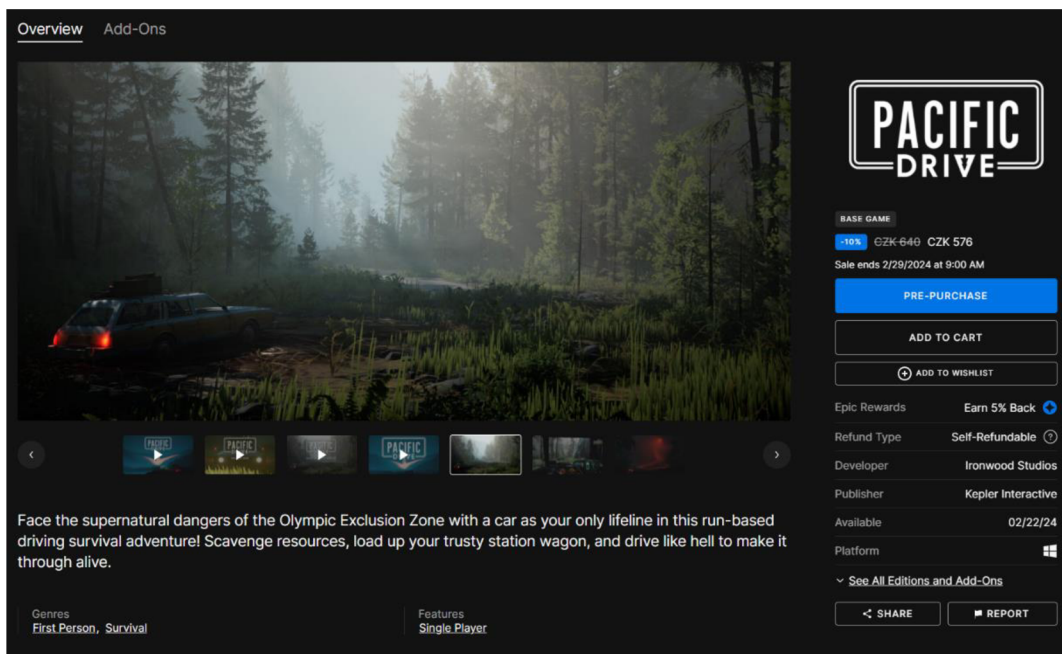 Overview Add-Ons
PACIFIC
DRIVE
BASE GAME
-10% CZK 640 CZK 576
Sale ends 2/29/2024 at 9:00 AM
PRE-PURCHASE
ADD TO CART
ADD TO WISHLIST
Epic Rewards Earn 5% Back
Refund Type Self-Refundable
Developer Ironwood Studios
Publisher Kepler Interactive
Available 02/22/24
Platform
See All Editions and Add-Ons
SHARE REPORT
PACIFIC
PACIFIC
PACIFIC
PACIFIC
Face the supernatural dangers of the Olympic Exclusion Zone with a car as your only lifeline in this run-based
driving survival adventure! Scavenge resources, load up your trusty station wagon, and drive like hell to make it
through alive.
Genres
First Person, Survival
Features
Single Player